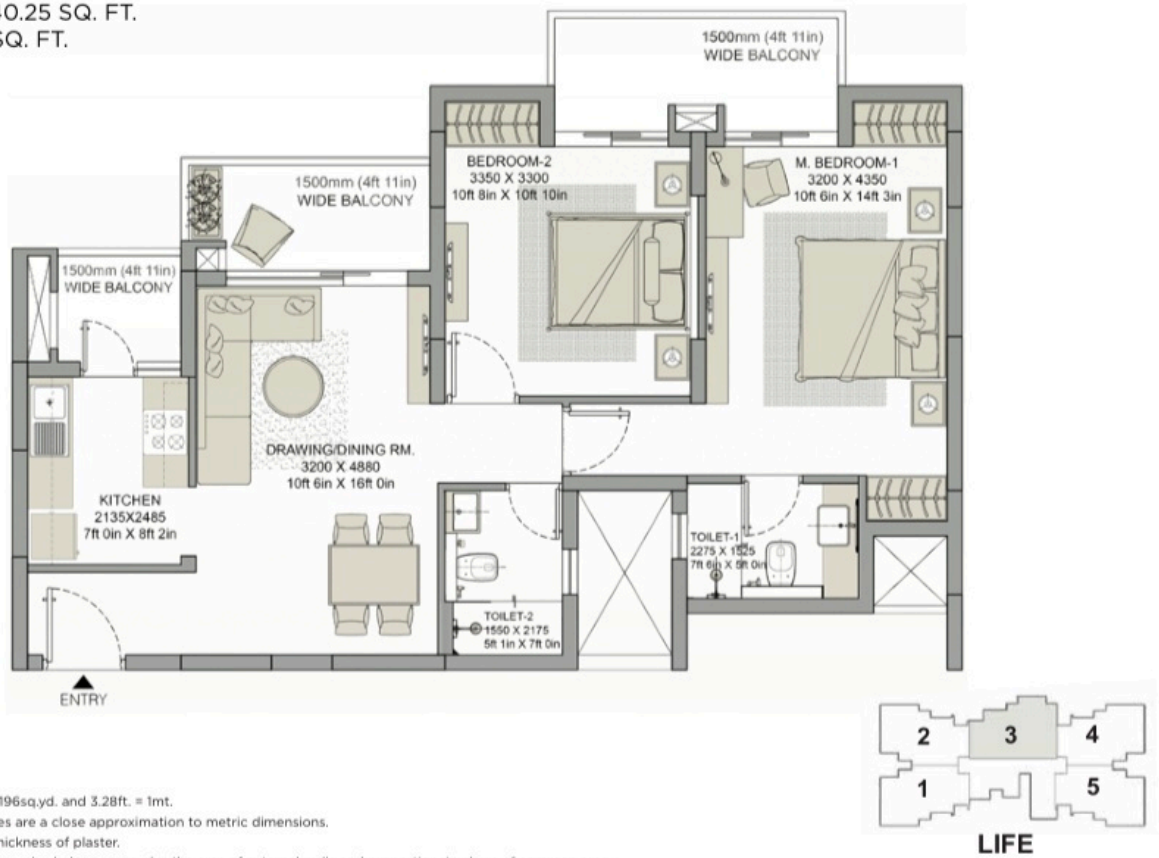 40.25 SQ. FT.
SQ. FT.
1500mm (4ft 11in)
WIDE BALCONY
BEDROOM-2
3350 X 3300
10ft 8in X 10ft 10in
M. BEDROOM-1
3200 X 4350
10ft 6in X 14ft 3in
1500mm (4ft 11in)
WIDE BALCONY
1500mm (4ft 11in)
WIDE BALCONY
DRAWING/DINING RM.
3200 X 4880
10ft 6in X 16ft 0in
KITCHEN
2135X2485
7ft 0in X 8ft 2in
TOILET-1
2275 X 1525
7ft 6in X 5ft 0in
TOILET-2
1550 X 2175
5ft 1in X 7ft 0in
ENTRY
2
3
4
1
5
LIFE
196sq.yd. and 3.28ft. = 1mt.
es are a close approximation to metric dimensions.
hickness of plaster.